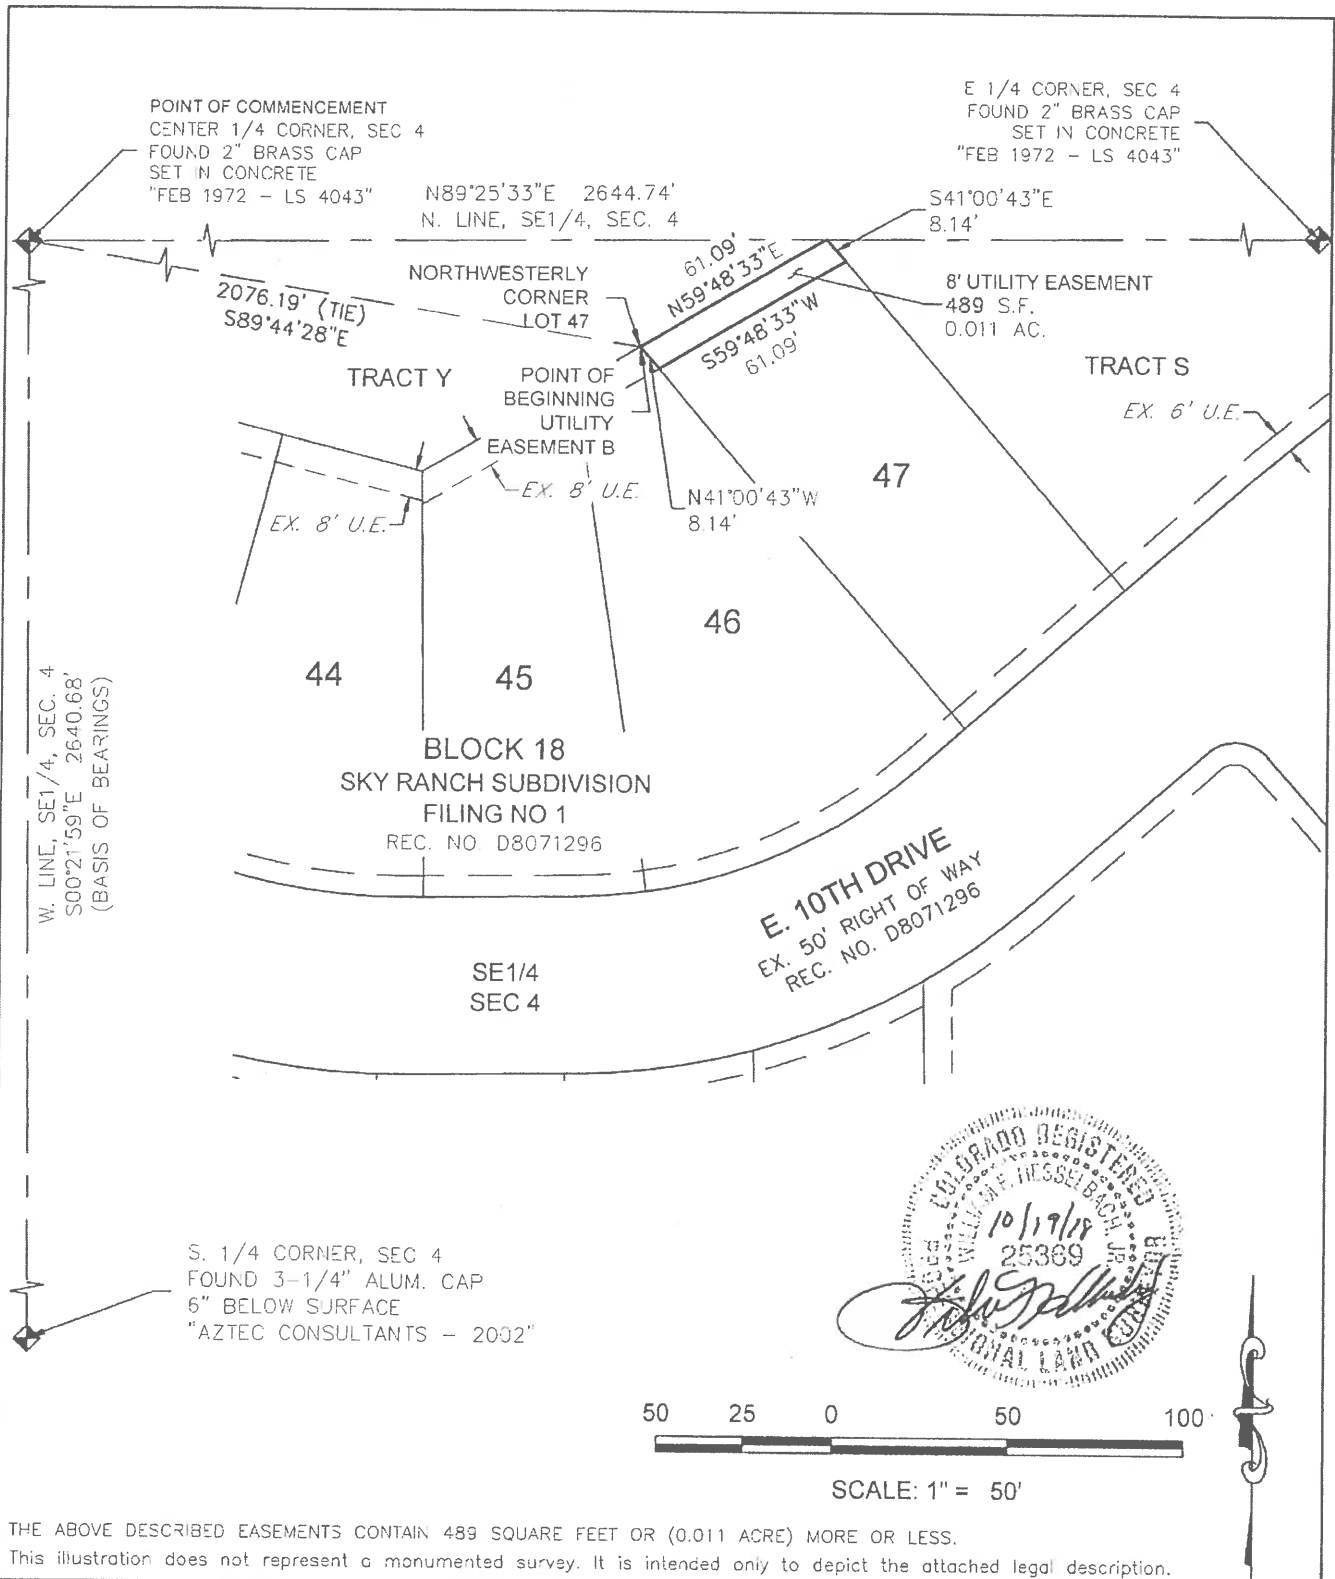 POINT OF COMMENCEMENT
CENTER 1/4 CORNER, SEC 4
FOUND 2" BRASS CAP
SET IN CONCRETE
"FEB 1972 - LS 4043"
E 1/4 CORNER, SEC 4
FOUND 2" BRASS CAP
SET IN CONCRETE
"FEB 1972 - LS 4043"
N89°25'33"E 2644.74'
N. LINE, SE1/4, SEC. 4
S41°00'43"E
8.14'
2076.19' (TIE)
S89°44'28"E
NORTHWESTERLY
CORNER
LOT 47
61.09'
N59°48'33"E
S59°48'33"W
61.09'
8' UTILITY EASEMENT
489 S.F.
0.011 AC.
TRACT Y
POINT OF
BEGINNING
UTILITY
EASEMENT B
TRACT S
EX. 6' U.E.
EX. 8' U.E.
EX. 8' U.E.
N41°00'43"W
8.14'
47
46
45
44
W. LINE, SE1/4, SEC. 4
S00°21'59"E 2640.68'
(BASIS OF BEARINGS)
BLOCK 18
SKY RANCH SUBDIVISION
FILING NO 1
REC. NO. D8071296
E. 10TH DRIVE
EX. 50' RIGHT OF WAY
REC. NO. D8071296
SE1/4
SEC 4
COLORADO REGISTERED
WILLIAM F. HESSELBACH, JR.
10/19/18
25369
LAND
S. 1/4 CORNER, SEC 4
FOUND 3-1/4" ALUM. CAP
6" BELOW SURFACE
"AZTEC CONSULTANTS - 2002"
50 25 0 50 100
SCALE: 1" = 50'
THE ABOVE DESCRIBED EASEMENTS CONTAIN 489 SQUARE FEET OR (0.011 ACRE) MORE OR LESS.
This illustration does not represent a monumented survey. It is intended only to depict the attached legal description.